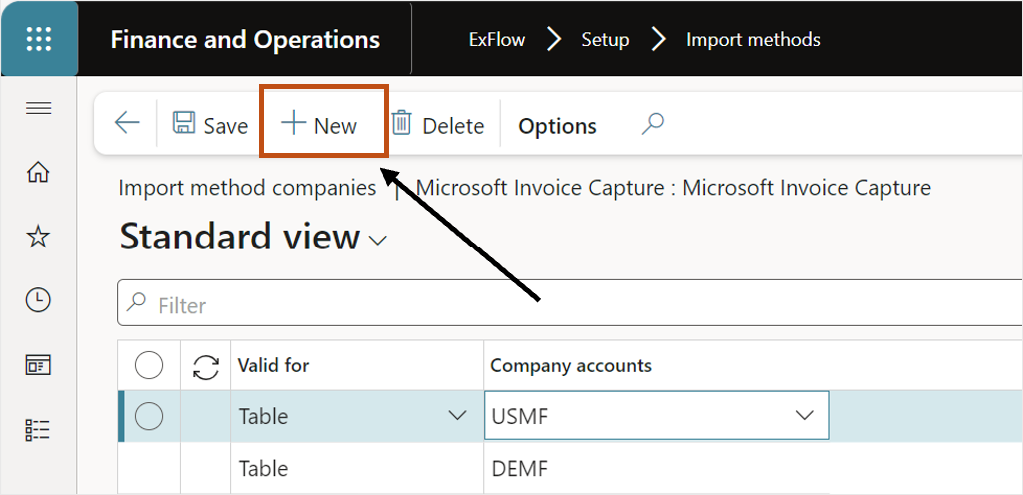 Finance and Operations ExFlow > Setup > Import methods
Save + New Delete Options
Import method companies | Microsoft Invoice Capture : Microsoft Invoice Capture
Standard view
Filter
Valid for Company accounts
Table USMF
Table DEMF